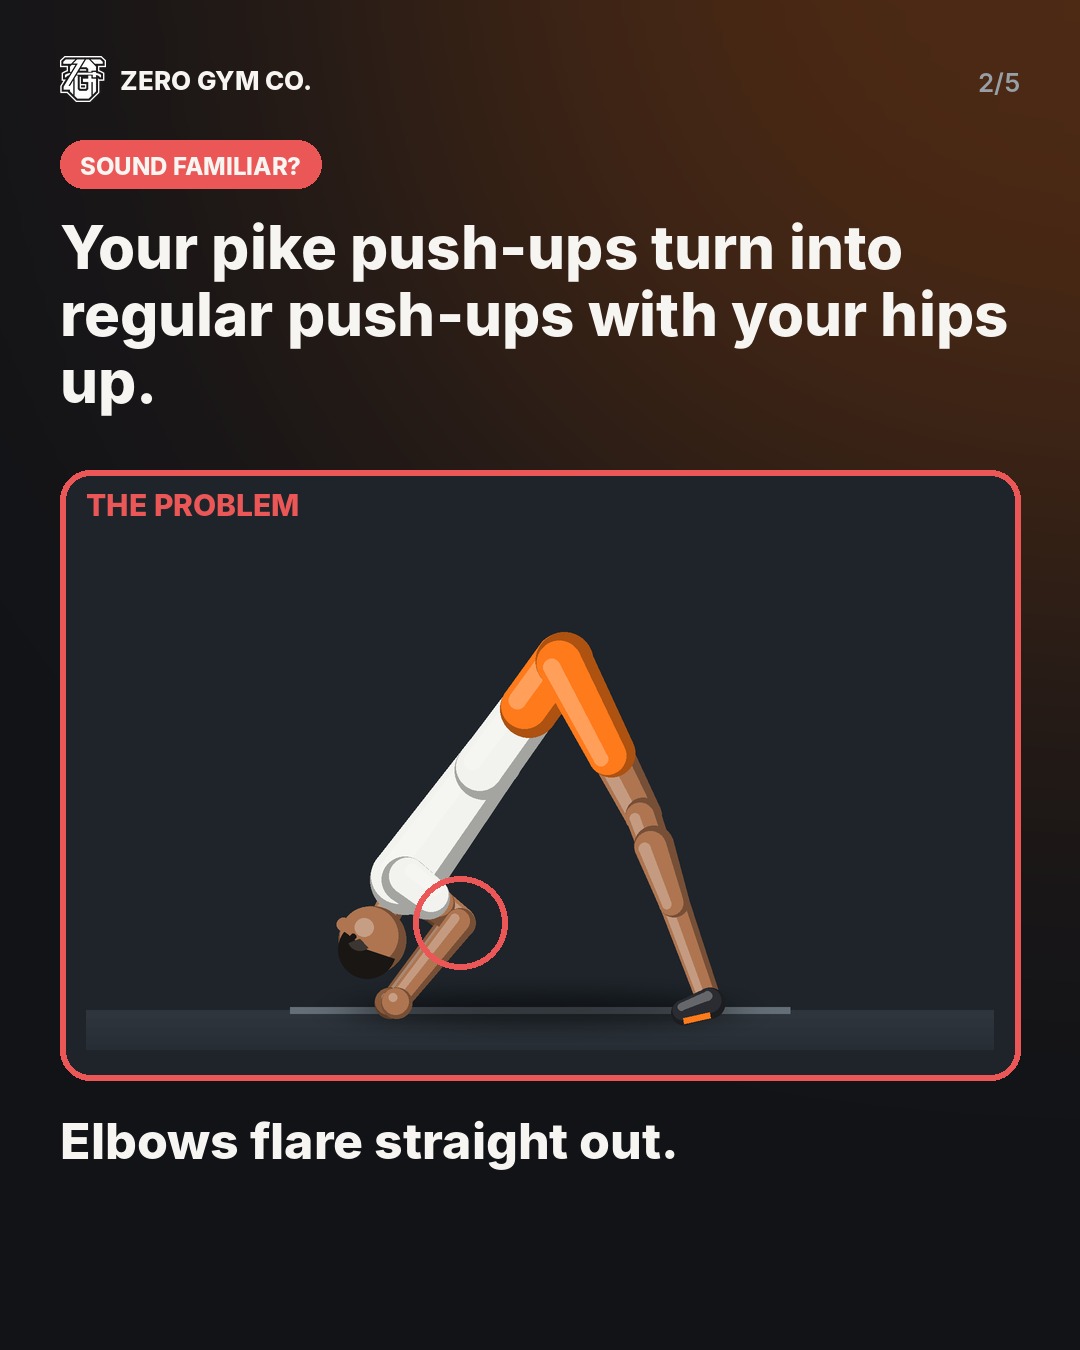 ZERO GYM CO.
2/5
SOUND FAMILIAR?
Your pike push-ups turn into
regular push-ups with your hips
up.
THE PROBLEM
Elbows flare straight out.